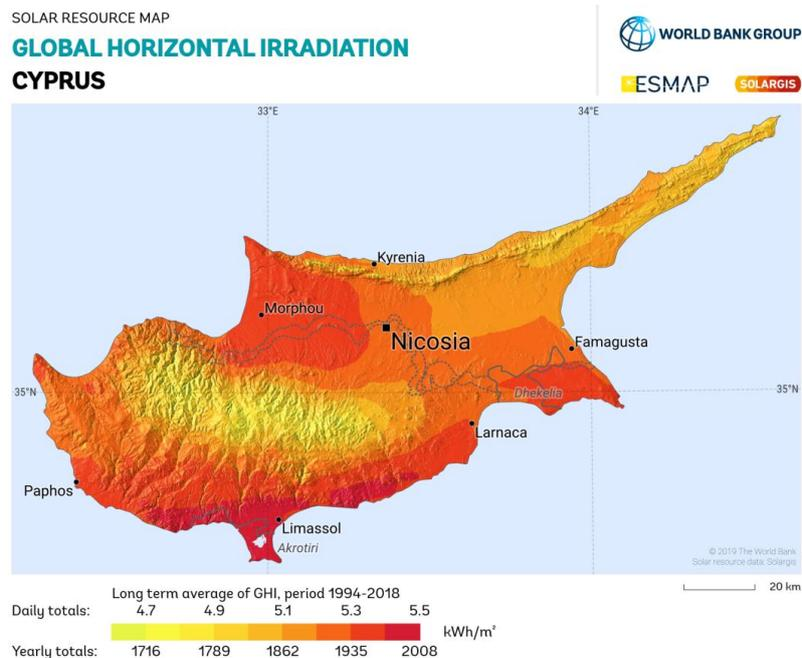 SOLAR RESOURCE MAP
GLOBAL HORIZONTAL IRRADIATION
CYPRUS
WORLD BANK GROUP
ESMAP
SOLARGIS
33°E
34°E
Kyrenia
Morphou
Nicosia
Famagusta
35°N
35°N
Dhekelia
Larnaca
Paphos
Limassol
Akrotiri
© 2019 The World Bank
Solar resource data: Solargis
20 km
Long term average of GHI, period 1994-2018
Daily totals: 4.7 4.9 5.1 5.3 5.5
kWh/m²
Yearly totals: 1716 1789 1862 1935 2008